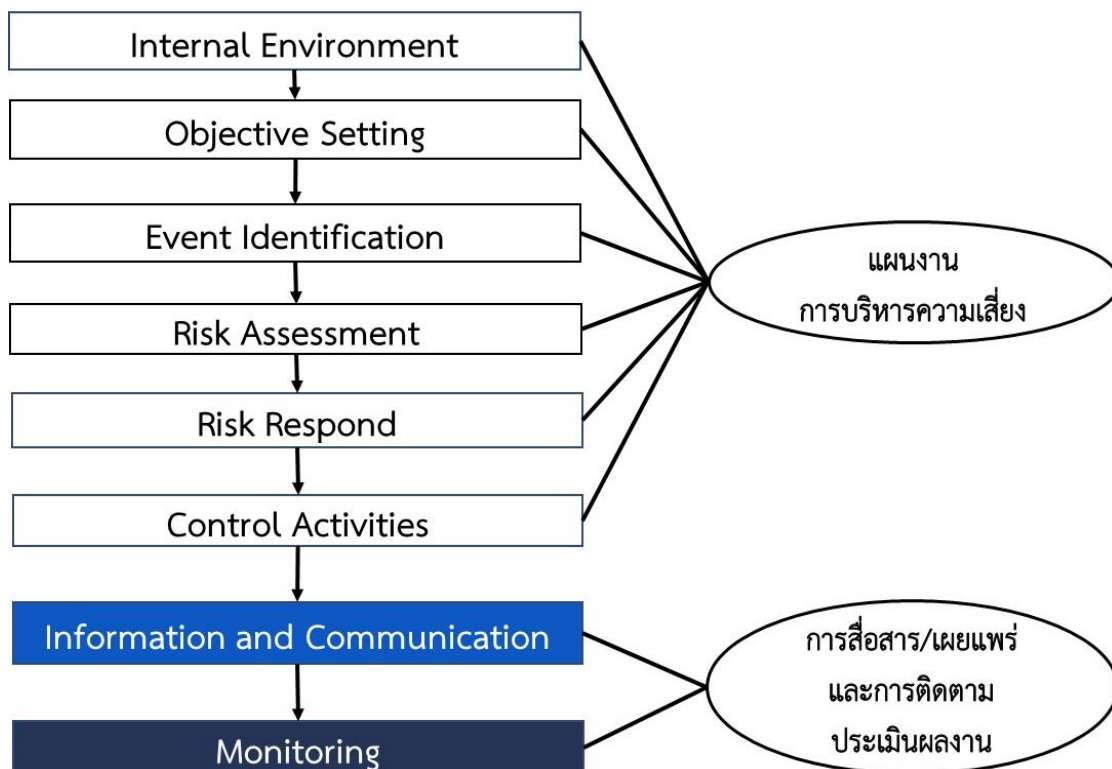 Internal Environment
Objective Setting
Event Identification
Risk Assessment
Risk Respond
Control Activities
Information and Communication
Monitoring
แผนงาน
การบริหารความเสี่ยง
การสื่อสาร/เผยแพร่
และการติดตาม
ประเมินผลงาน